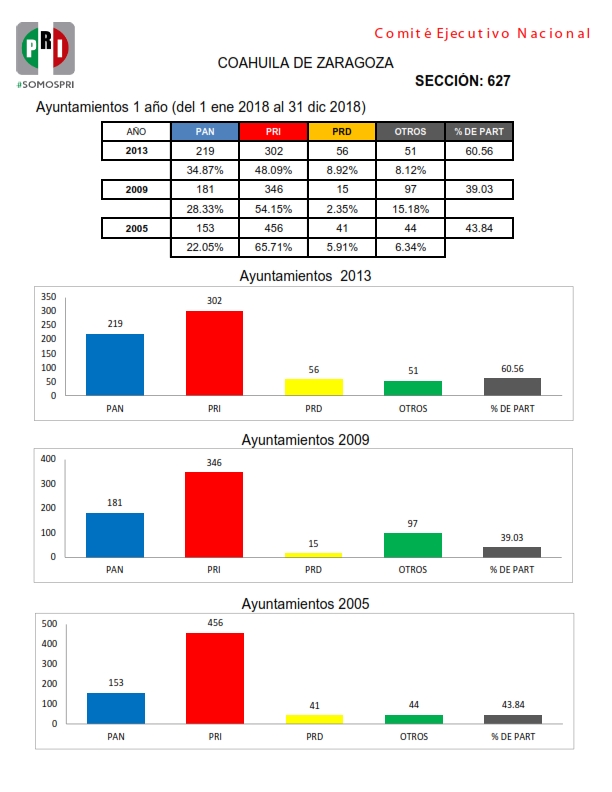 Comité Ejecutivo Nacional
PRI
#SOMOSPRI
COAHUILA DE ZARAGOZA
SECCIÓN: 627
Ayuntamientos 1 año (del 1 ene 2018 al 31 dic 2018)
AÑO PAN PRI PRD OTROS % DE PART
2013 219 302 56 51 60.56
34.87% 48.09% 8.92% 8.12%
2009 181 346 15 97 39.03
28.33% 54.15% 2.35% 15.18%
2005 153 456 41 44 43.84
22.05% 65.71% 5.91% 6.34%
Ayuntamientos 2013
350
300
250
200
150
100
50
0
219 302 56 51 60.56
PAN PRI PRD OTROS % DE PART
Ayuntamientos 2009
400
300
200
100
0
181 346 15 97 39.03
PAN PRI PRD OTROS % DE PART
Ayuntamientos 2005
500
400
300
200
100
0
153 456 41 44 43.84
PAN PRI PRD OTROS % DE PART